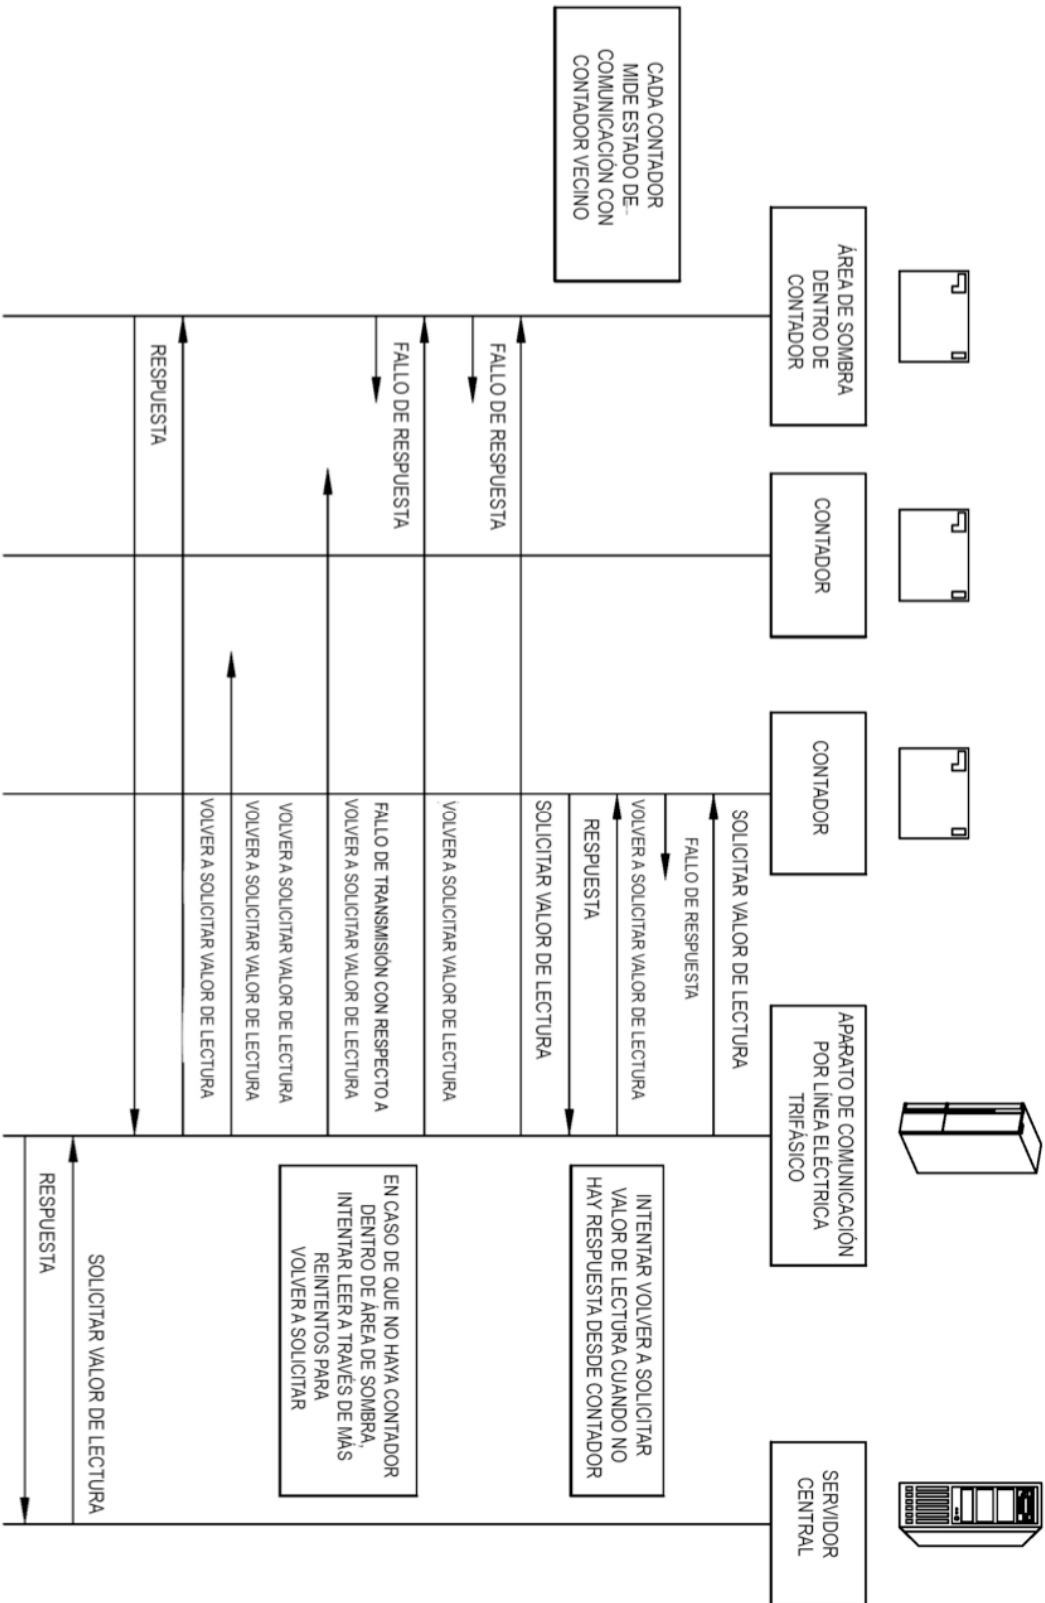 ÁREA DE SOMBRA
DENTRO DE
CONTADOR
CONTADOR
CONTADOR
APARATO DE COMUNICACIÓN
POR LÍNEA ELÉCTRICA
TRIFÁSICO
SERVIDOR
CENTRAL
CADA CONTADOR
MIDE ESTADO DE
COMUNICACIÓN CON
CONTADOR VECINO
SOLICITAR VALOR DE LECTURA
FALLO DE RESPUESTA
VOLVER A SOLICITAR VALOR DE LECTURA
RESPUESTA
INTENTAR VOLVER A SOLICITAR
VALOR DE LECTURA CUANDO NO
HAY RESPUESTA DESDE CONTADOR
SOLICITAR VALOR DE LECTURA
FALLO DE RESPUESTA
VOLVER A SOLICITAR VALOR DE LECTURA
FALLO DE RESPUESTA
FALLO DE TRANSMISIÓN CON RESPECTO A
VOLVER A SOLICITAR VALOR DE LECTURA
EN CASO DE QUE NO HAYA CONTADOR
DENTRO DE ÁREA DE SOMBRA,
INTENTAR LEER A TRAVÉS DE MÁS
REINTENTOS PARA
VOLVER A SOLICITAR
VOLVER A SOLICITAR VALOR DE LECTURA
VOLVER A SOLICITAR VALOR DE LECTURA
VOLVER A SOLICITAR VALOR DE LECTURA
RESPUESTA
SOLICITAR VALOR DE LECTURA
RESPUESTA